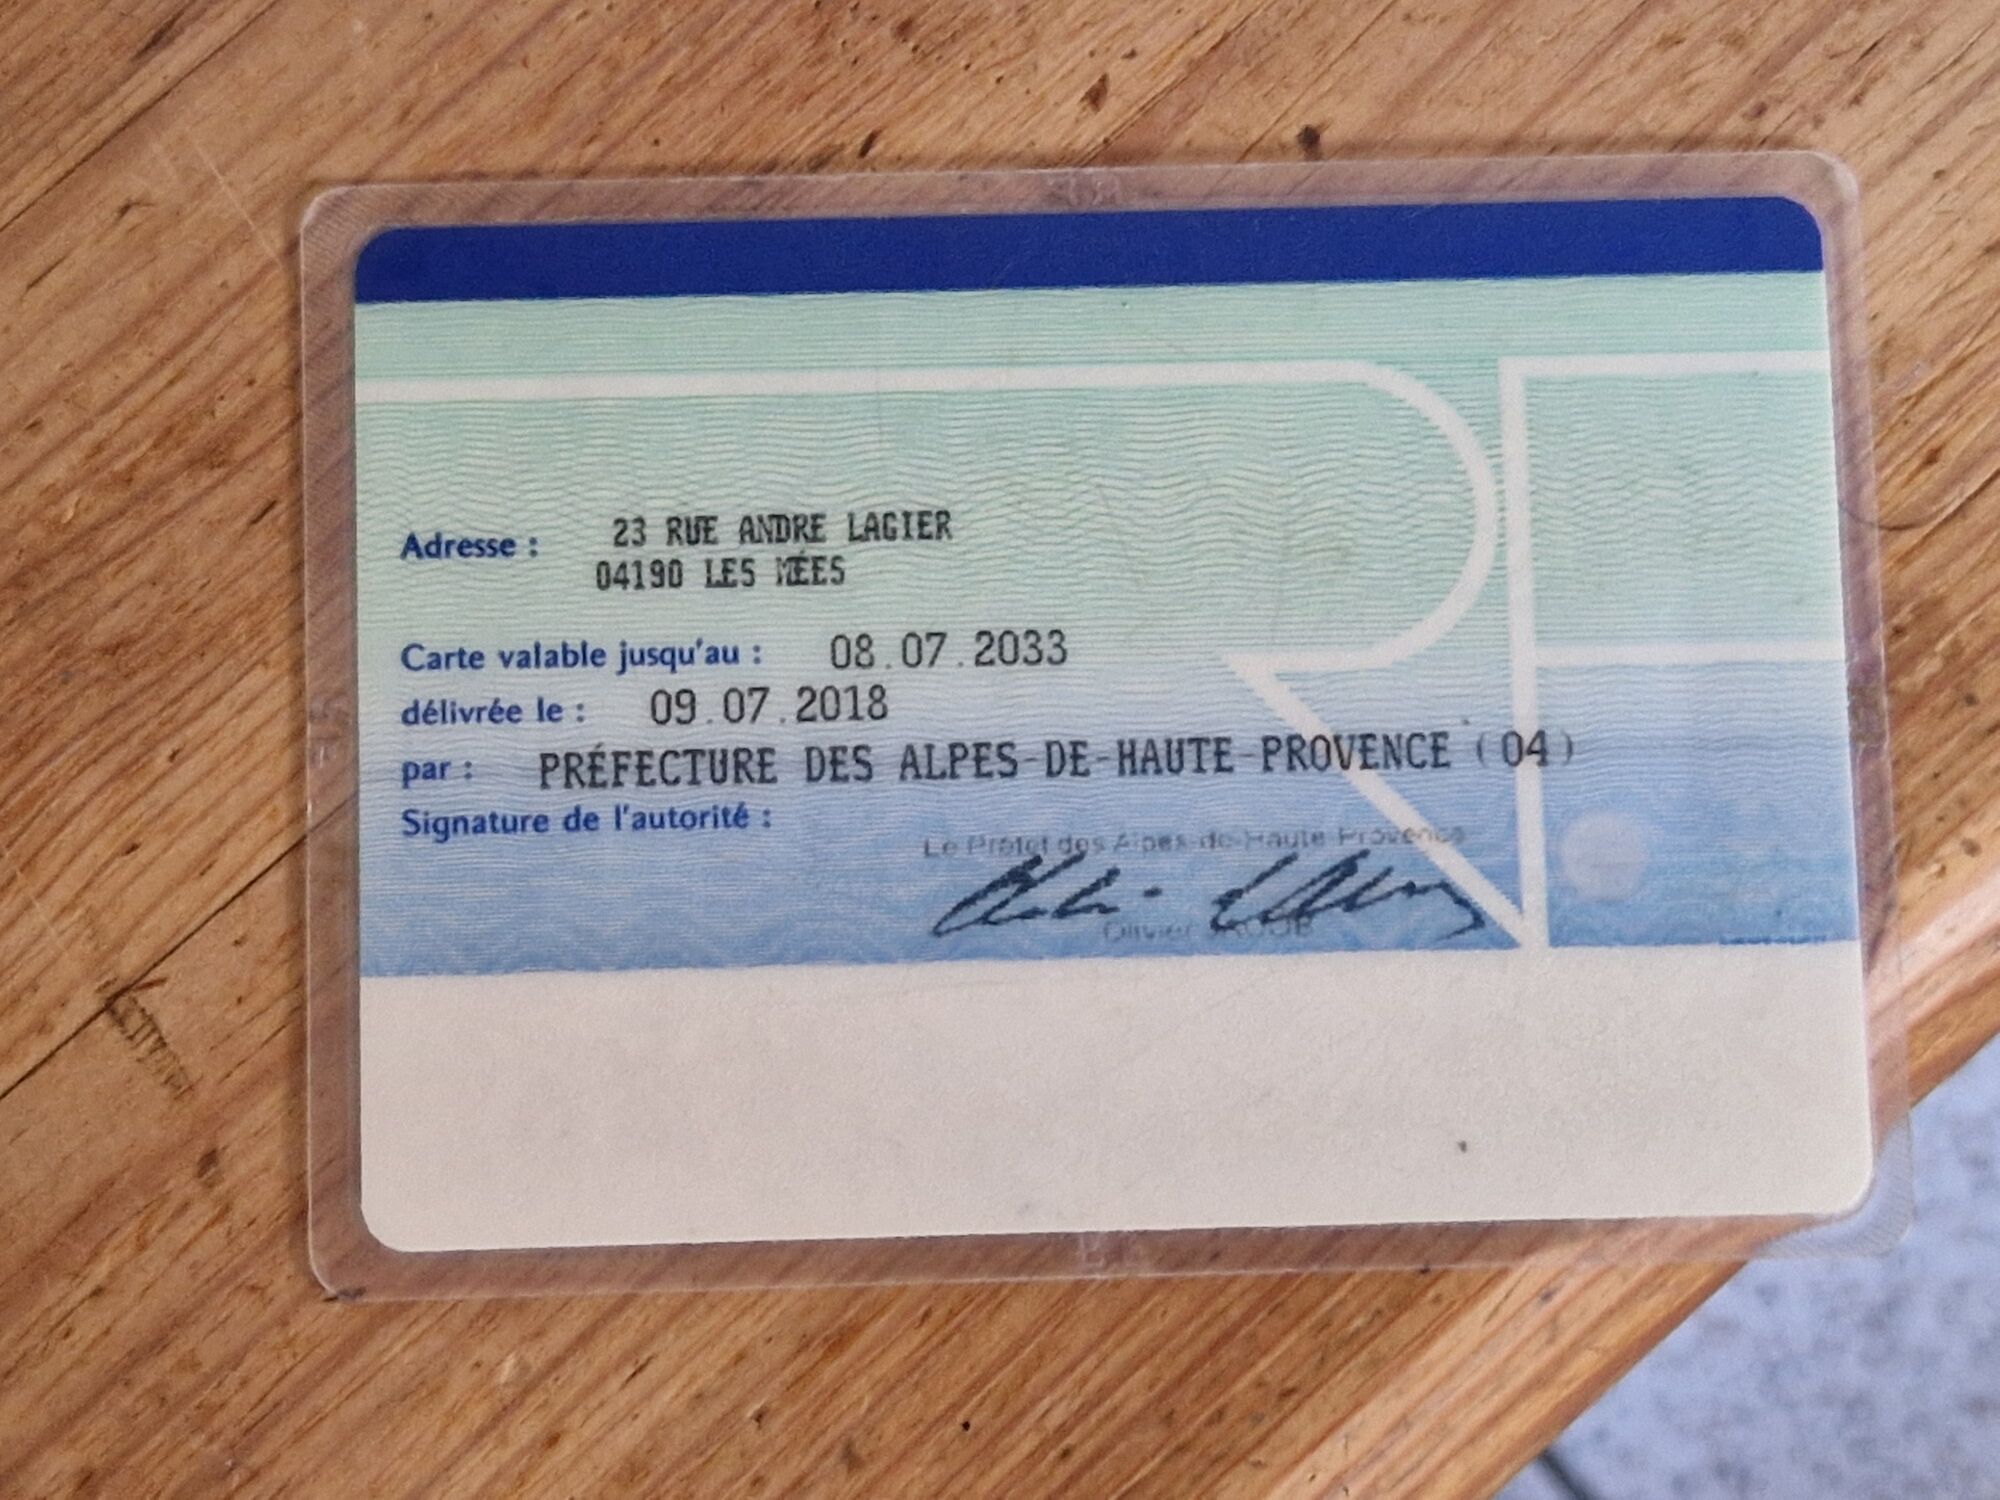 Adresse : 23 RUE ANDRE LAGIER
04190 LES MÉES
Carte valable jusqu'au : 08.07.2033
délivrée le : 09.07.2018
par : PRÉFECTURE DES ALPES-DE-HAUTE-PROVENCE (04)
Signature de l'autorité :
Le Préfet des Alpes-de-Haute-Provence
Olivier
RF